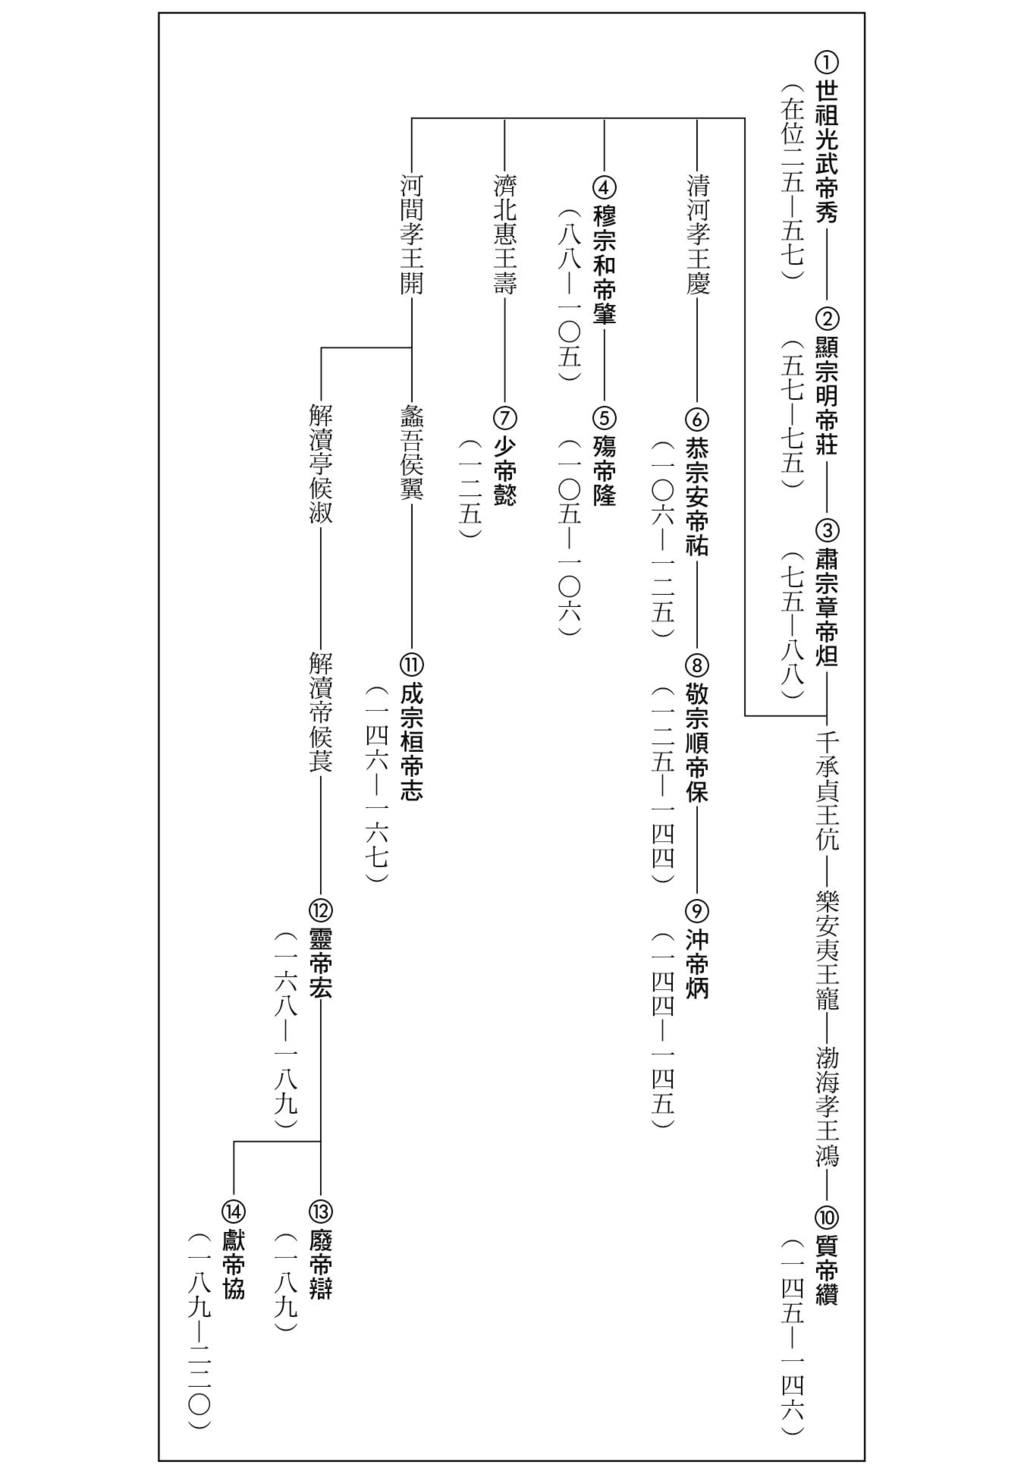 ①世祖光武帝秀
（在位二五—五七）
②顯宗明帝莊
（五七—七五）
③肅宗章帝炟
（七五—八八）
千承貞王伉
樂安夷王寵
渤海孝王鴻
⑩質帝纘
（一四五—一四六）
清河孝王慶
⑥恭宗安帝祐
（一〇六—一二五）
⑧敬宗順帝保
（一二五—一四四）
⑨沖帝炳
（一四四—一四五）
④穆宗和帝肇
（八八—一〇五）
⑤殤帝隆
（一〇五—一〇六）
濟北惠王壽
⑦少帝懿
（一二五）
河間孝王開
蠡吾侯翼
⑪成宗桓帝志
（一四六—一六七）
解瀆亭候淑
解瀆帝候萇
⑫靈帝宏
（一六八—一八九）
⑬廢帝辯
（一八九）
⑭獻帝協
（一八九—二二〇）